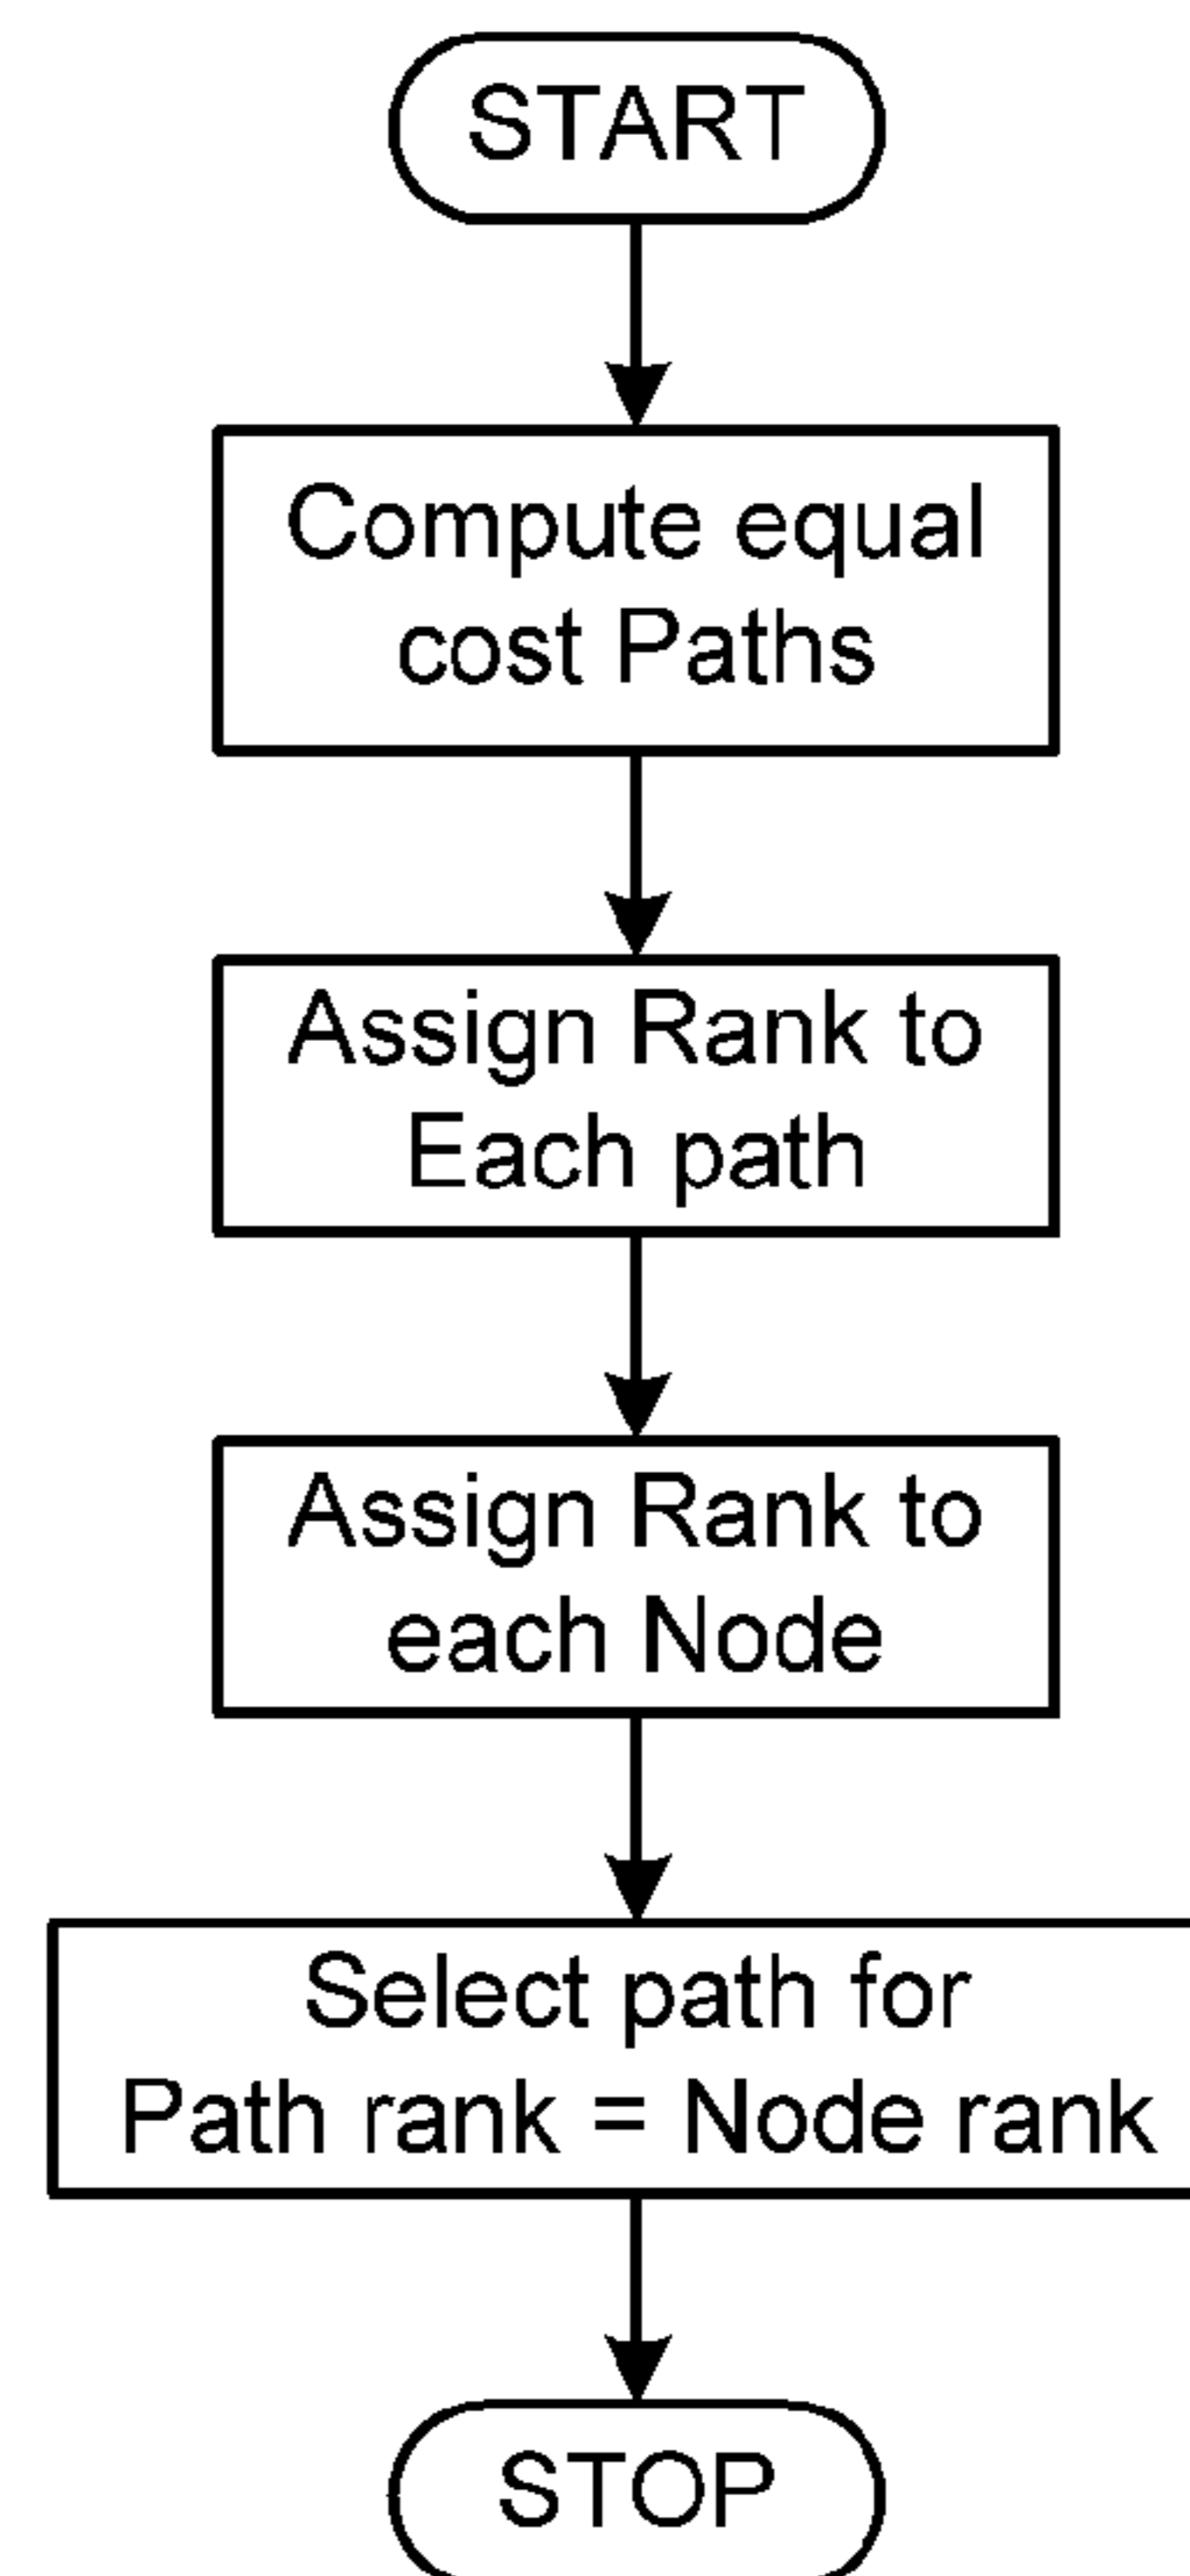 START
Compute equal
cost Paths
Assign Rank to
Each path
Assign Rank to
each Node
Select path for
Path rank = Node rank
STOP